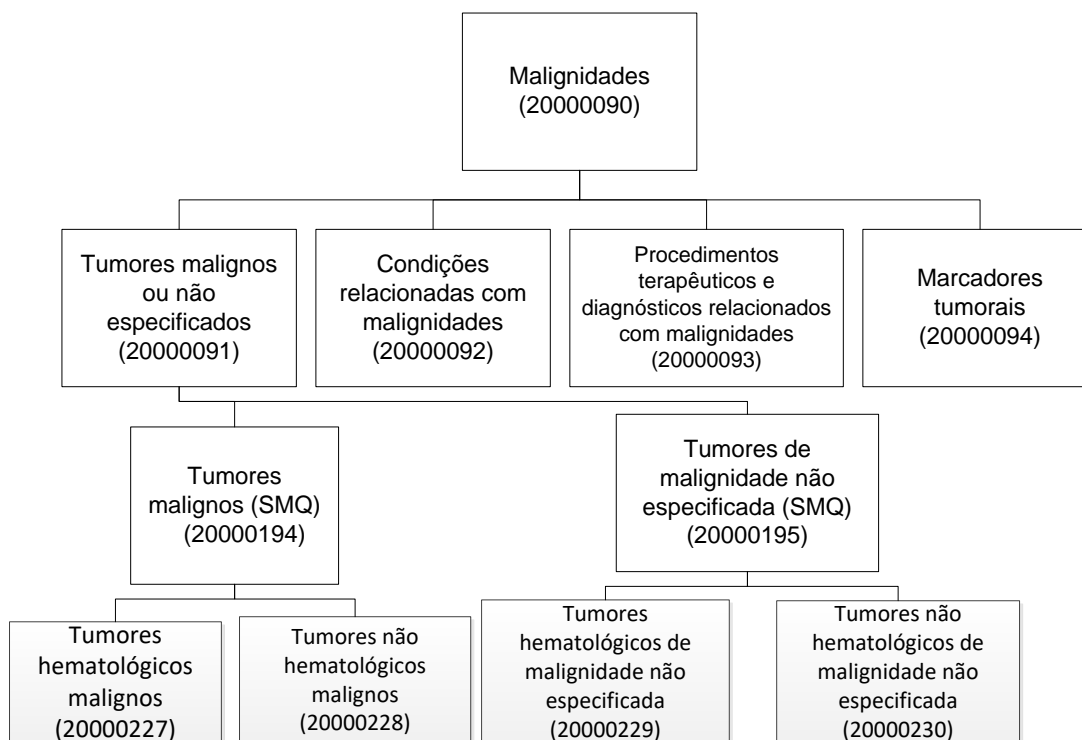 Malignidades
(20000090)
Tumores malignos
ou não
especificados
(20000091)
Condições
relacionadas com
malignidades
(20000092)
Procedimentos
terapêuticos e
diagnósticos relacionados
com malignidades
(20000093)
Marcadores
tumorais
(20000094)
Tumores
malignos (SMQ)
(20000194)
Tumores de
malignidade não
especificada (SMQ)
(20000195)
Tumores
hematológicos
malignos
(20000227)
Tumores não
hematológicos
malignos
(20000228)
Tumores
hematológicos de
malignidade não
especificada
(20000229)
Tumores não
hematológicos de
malignidade não
especificada
(20000230)